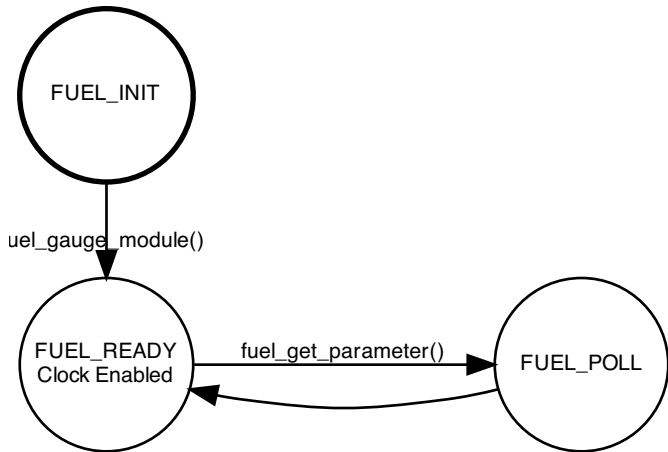 FUEL_INIT
uel_gauge_module()
FUEL_READY
Clock Enabled
fuel_get_parameter()
FUEL_POLL